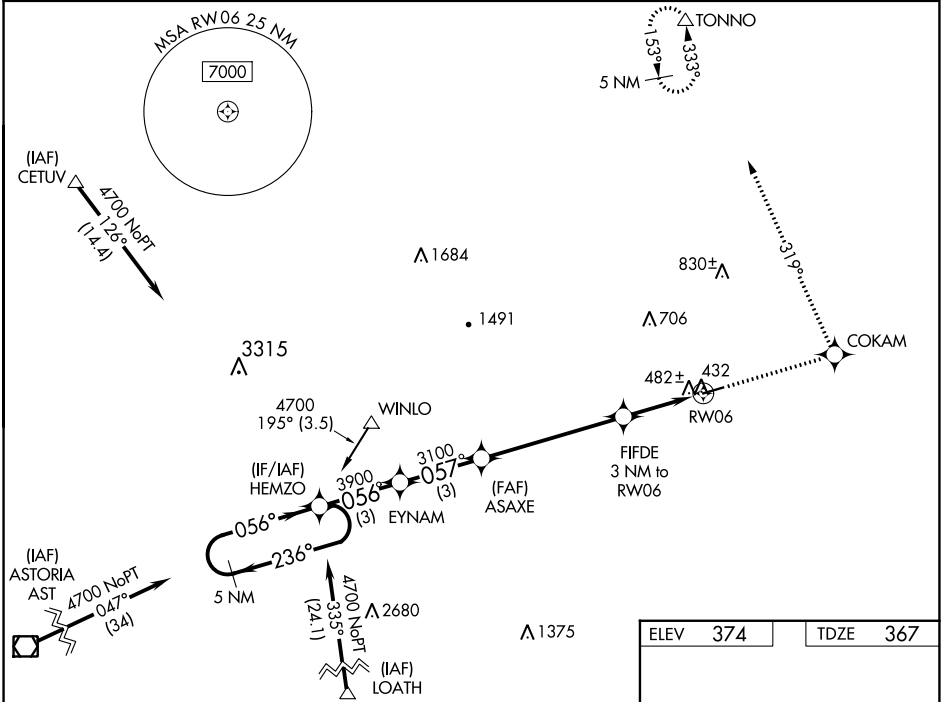 MSA RW06 25 NM
7000
TONNO
153°
333°
5 NM
(IAF)
CETUV
4700 NoPT
126°
(14.4)
1684
830±
319°
1491
706
3315
COKAM
482±
432
RW06
4700
195° (3.5)
WINLO
FIFDE
3 NM to
RW06
(IF/IAF)
HEMZO
3900
056°
(3)
3100
057°
(3)
EYNAM
(FAF)
ASAXE
056°
236°
5 NM
(IAF)
ASTORIA
AST
4700 NoPT
047°
(34)
4700 NoPT
335°
(24.1)
2680
1375
(IAF)
LOATH
ELEV 374
TDZE 367